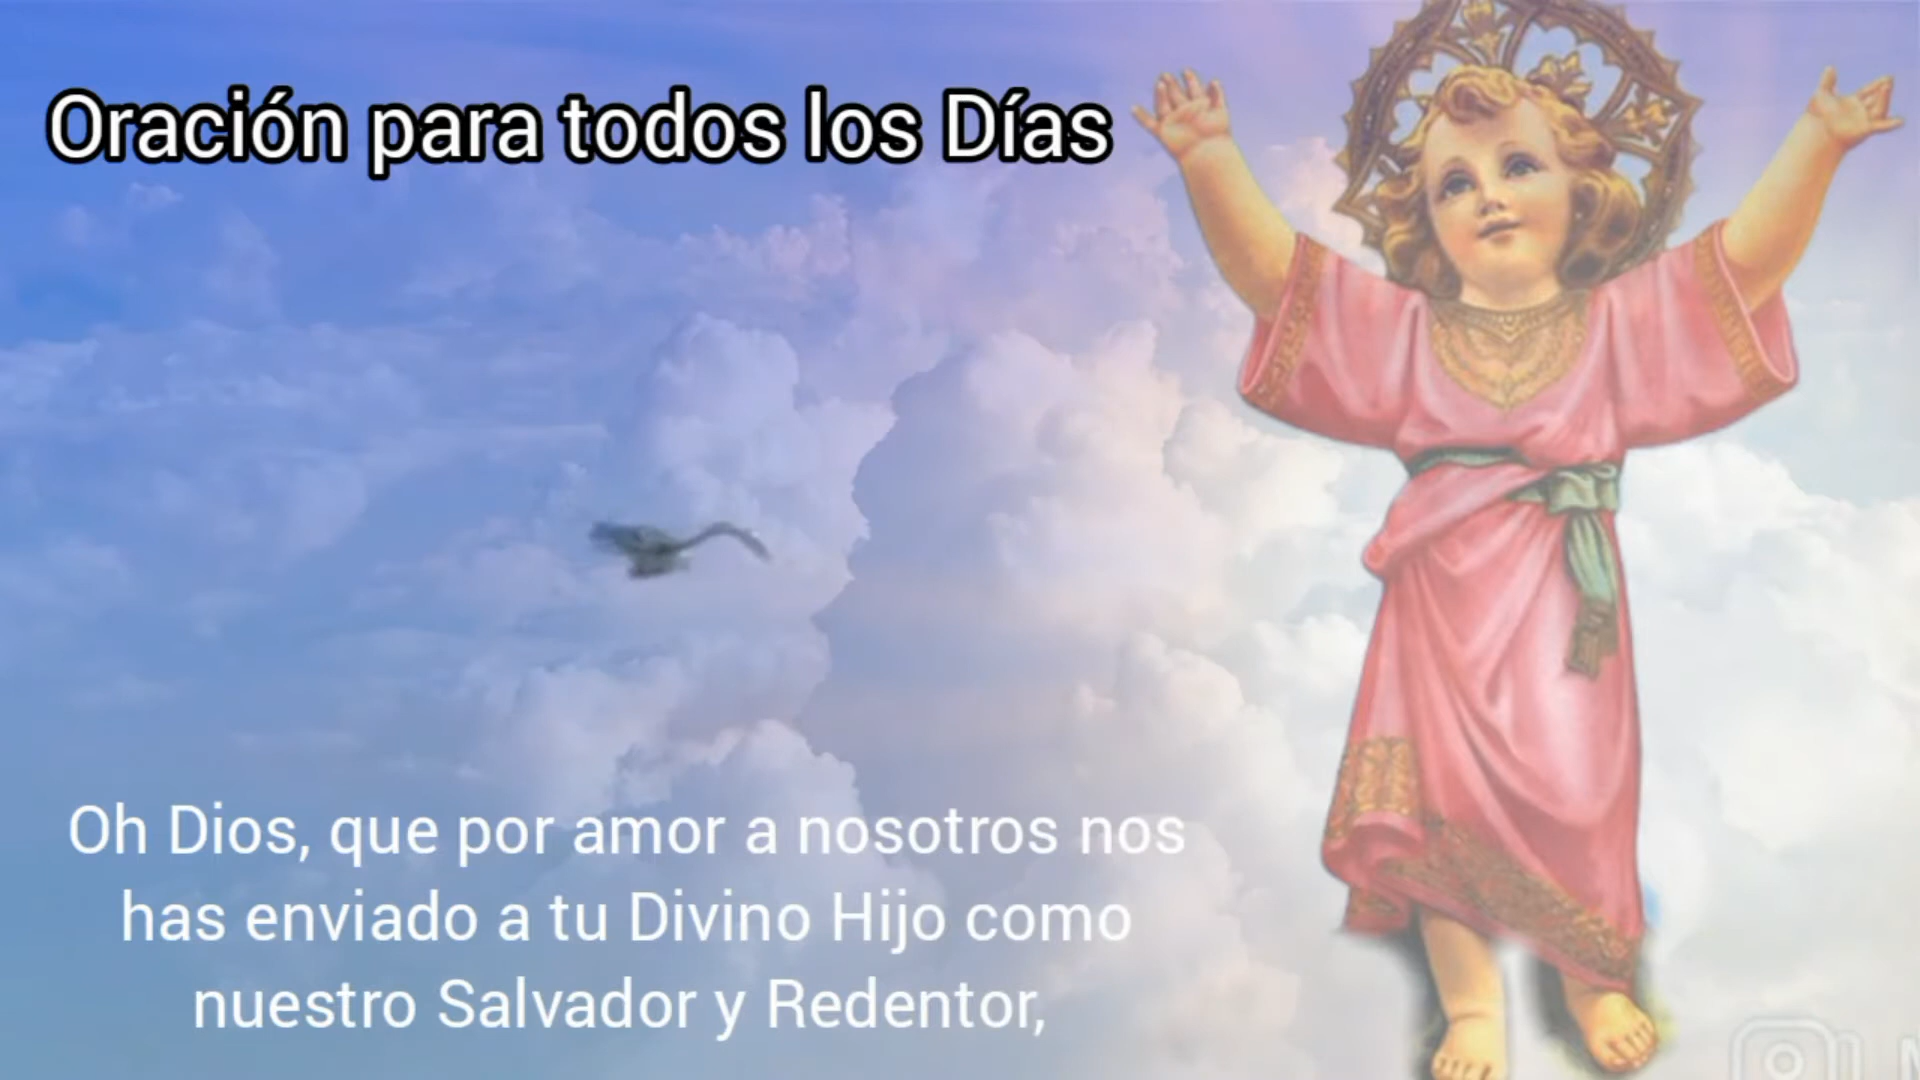 Oración para todos los Días
Oh Dios, que por amor a nosotros nos
has enviado a tu Divino Hijo como
nuestro Salvador y Redentor,